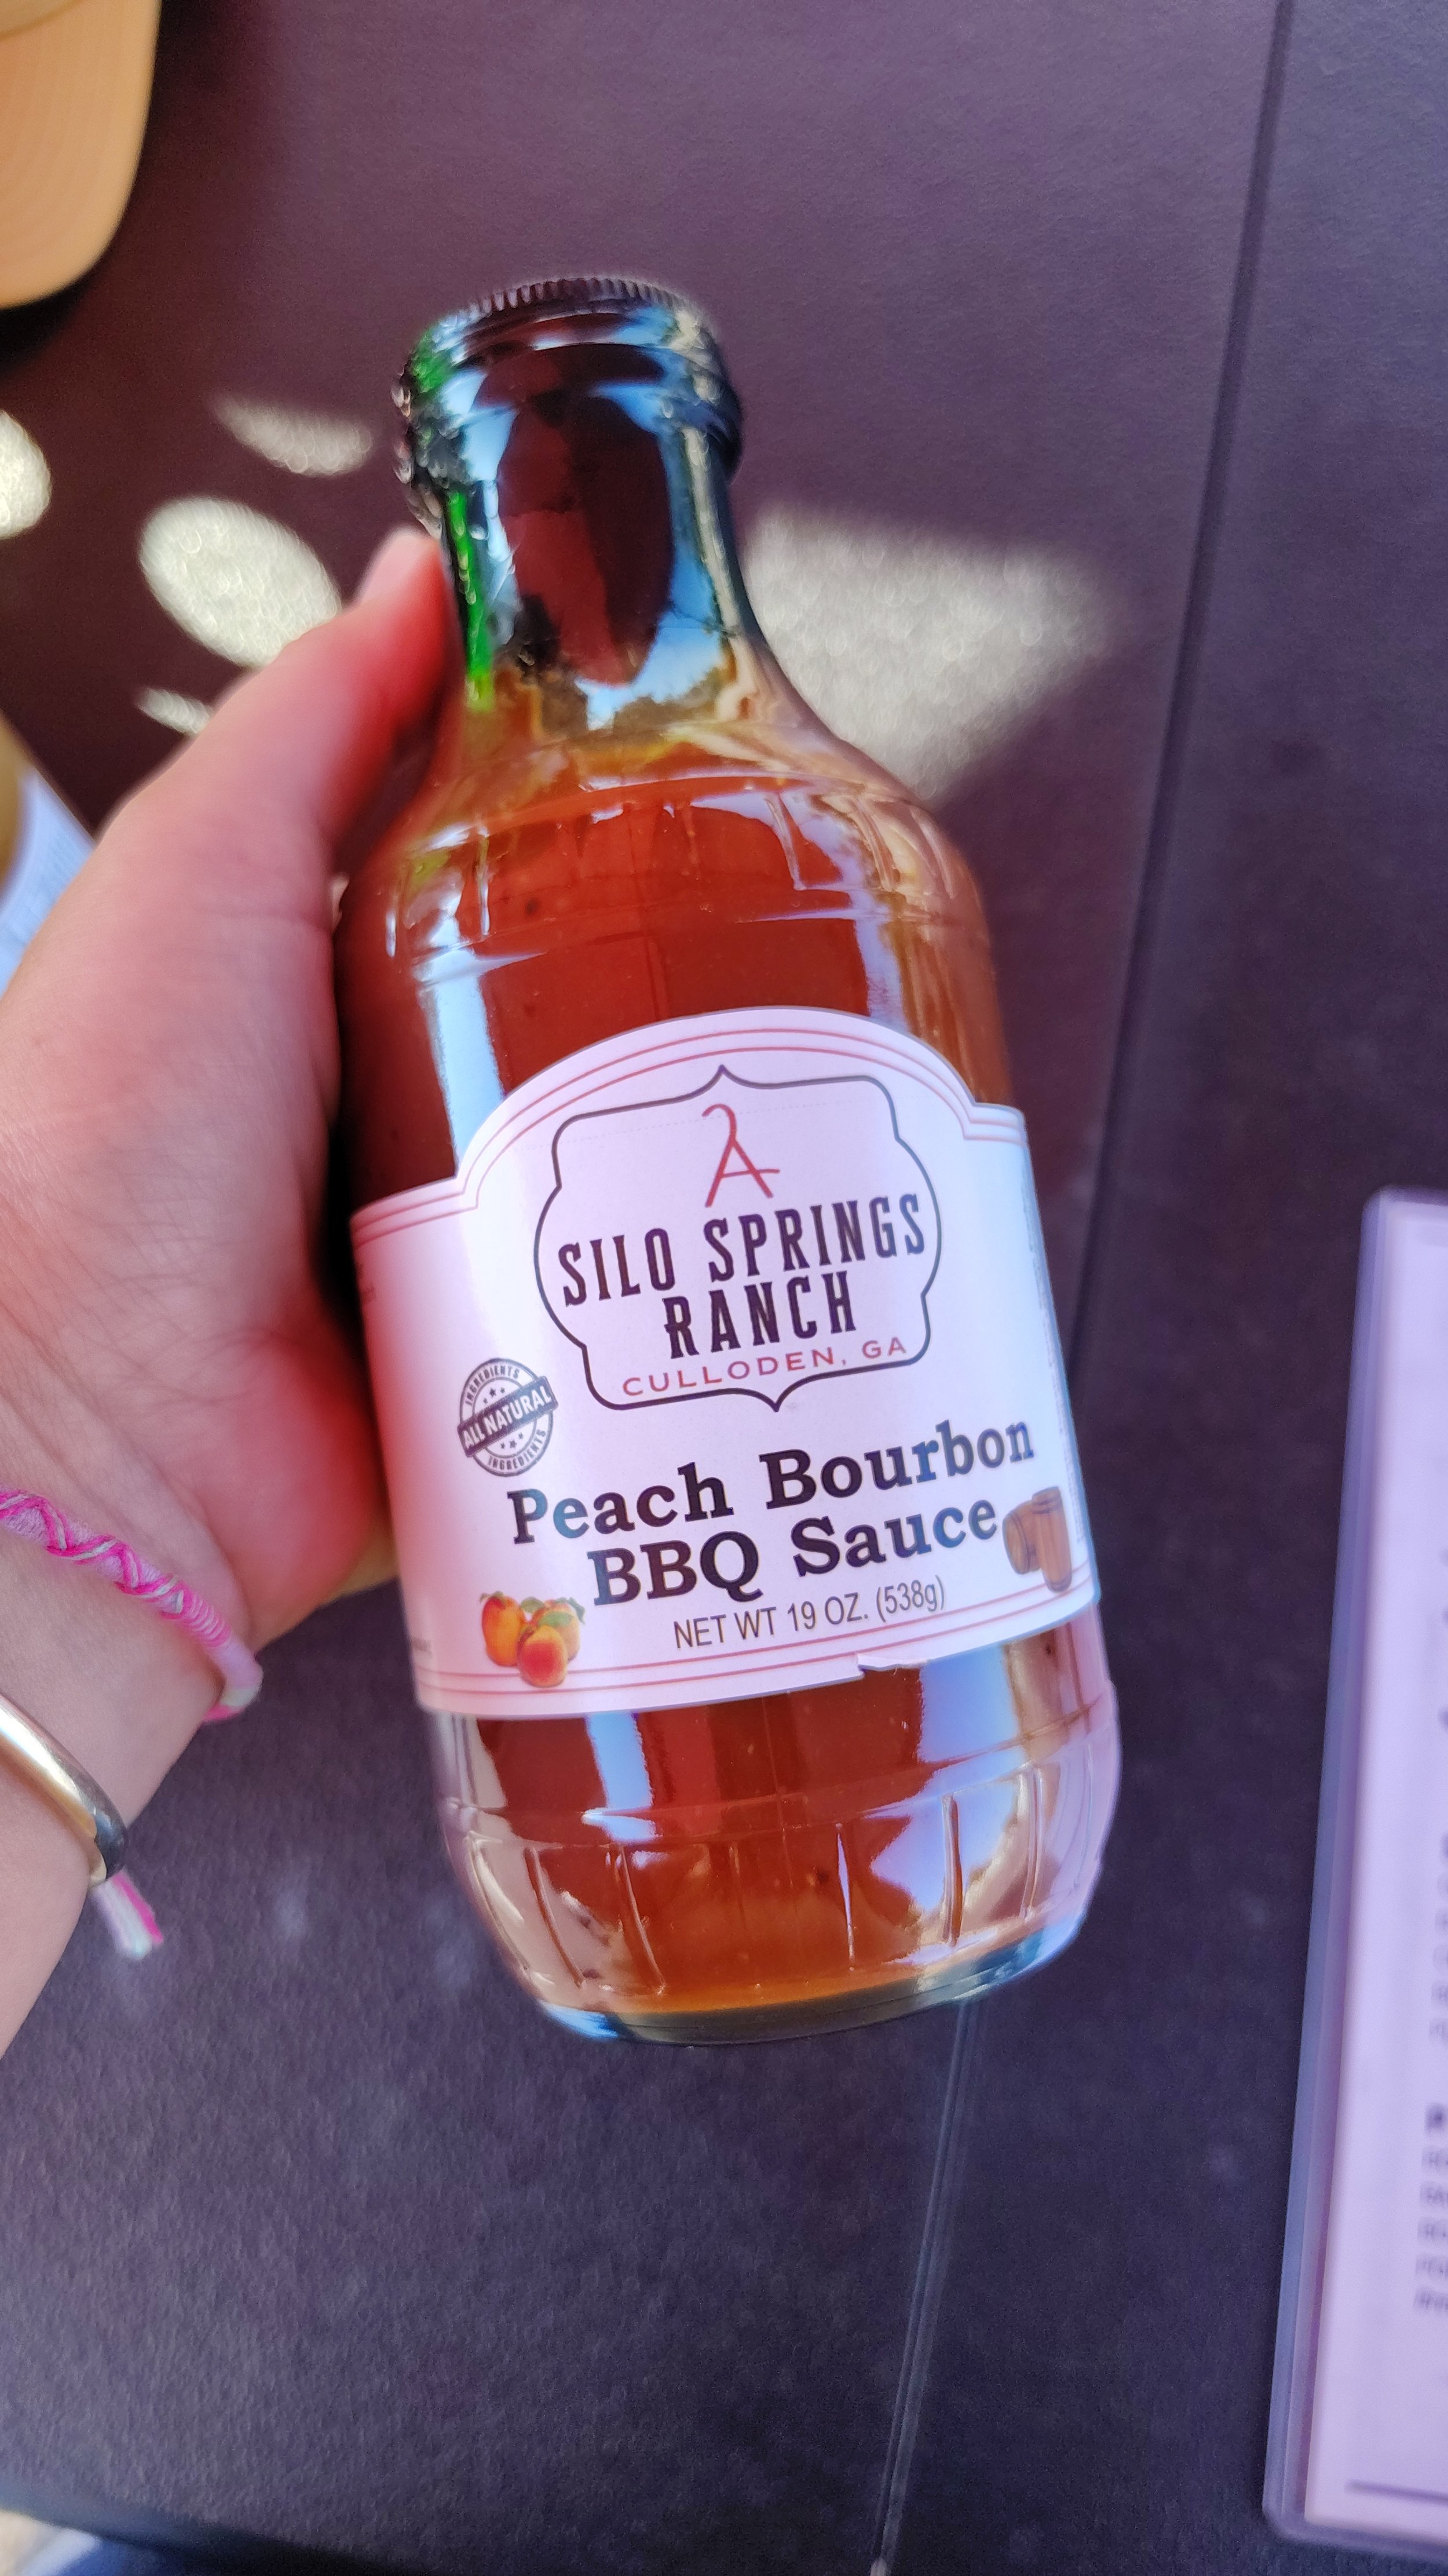 SILO SPRINGS
RANCH
CULLODEN, GA
INGREDIENTS
ALL NATURAL
INGREDIENTS
Peach Bourbon
BBQ Sauce
NET WT 19 OZ. (538g)